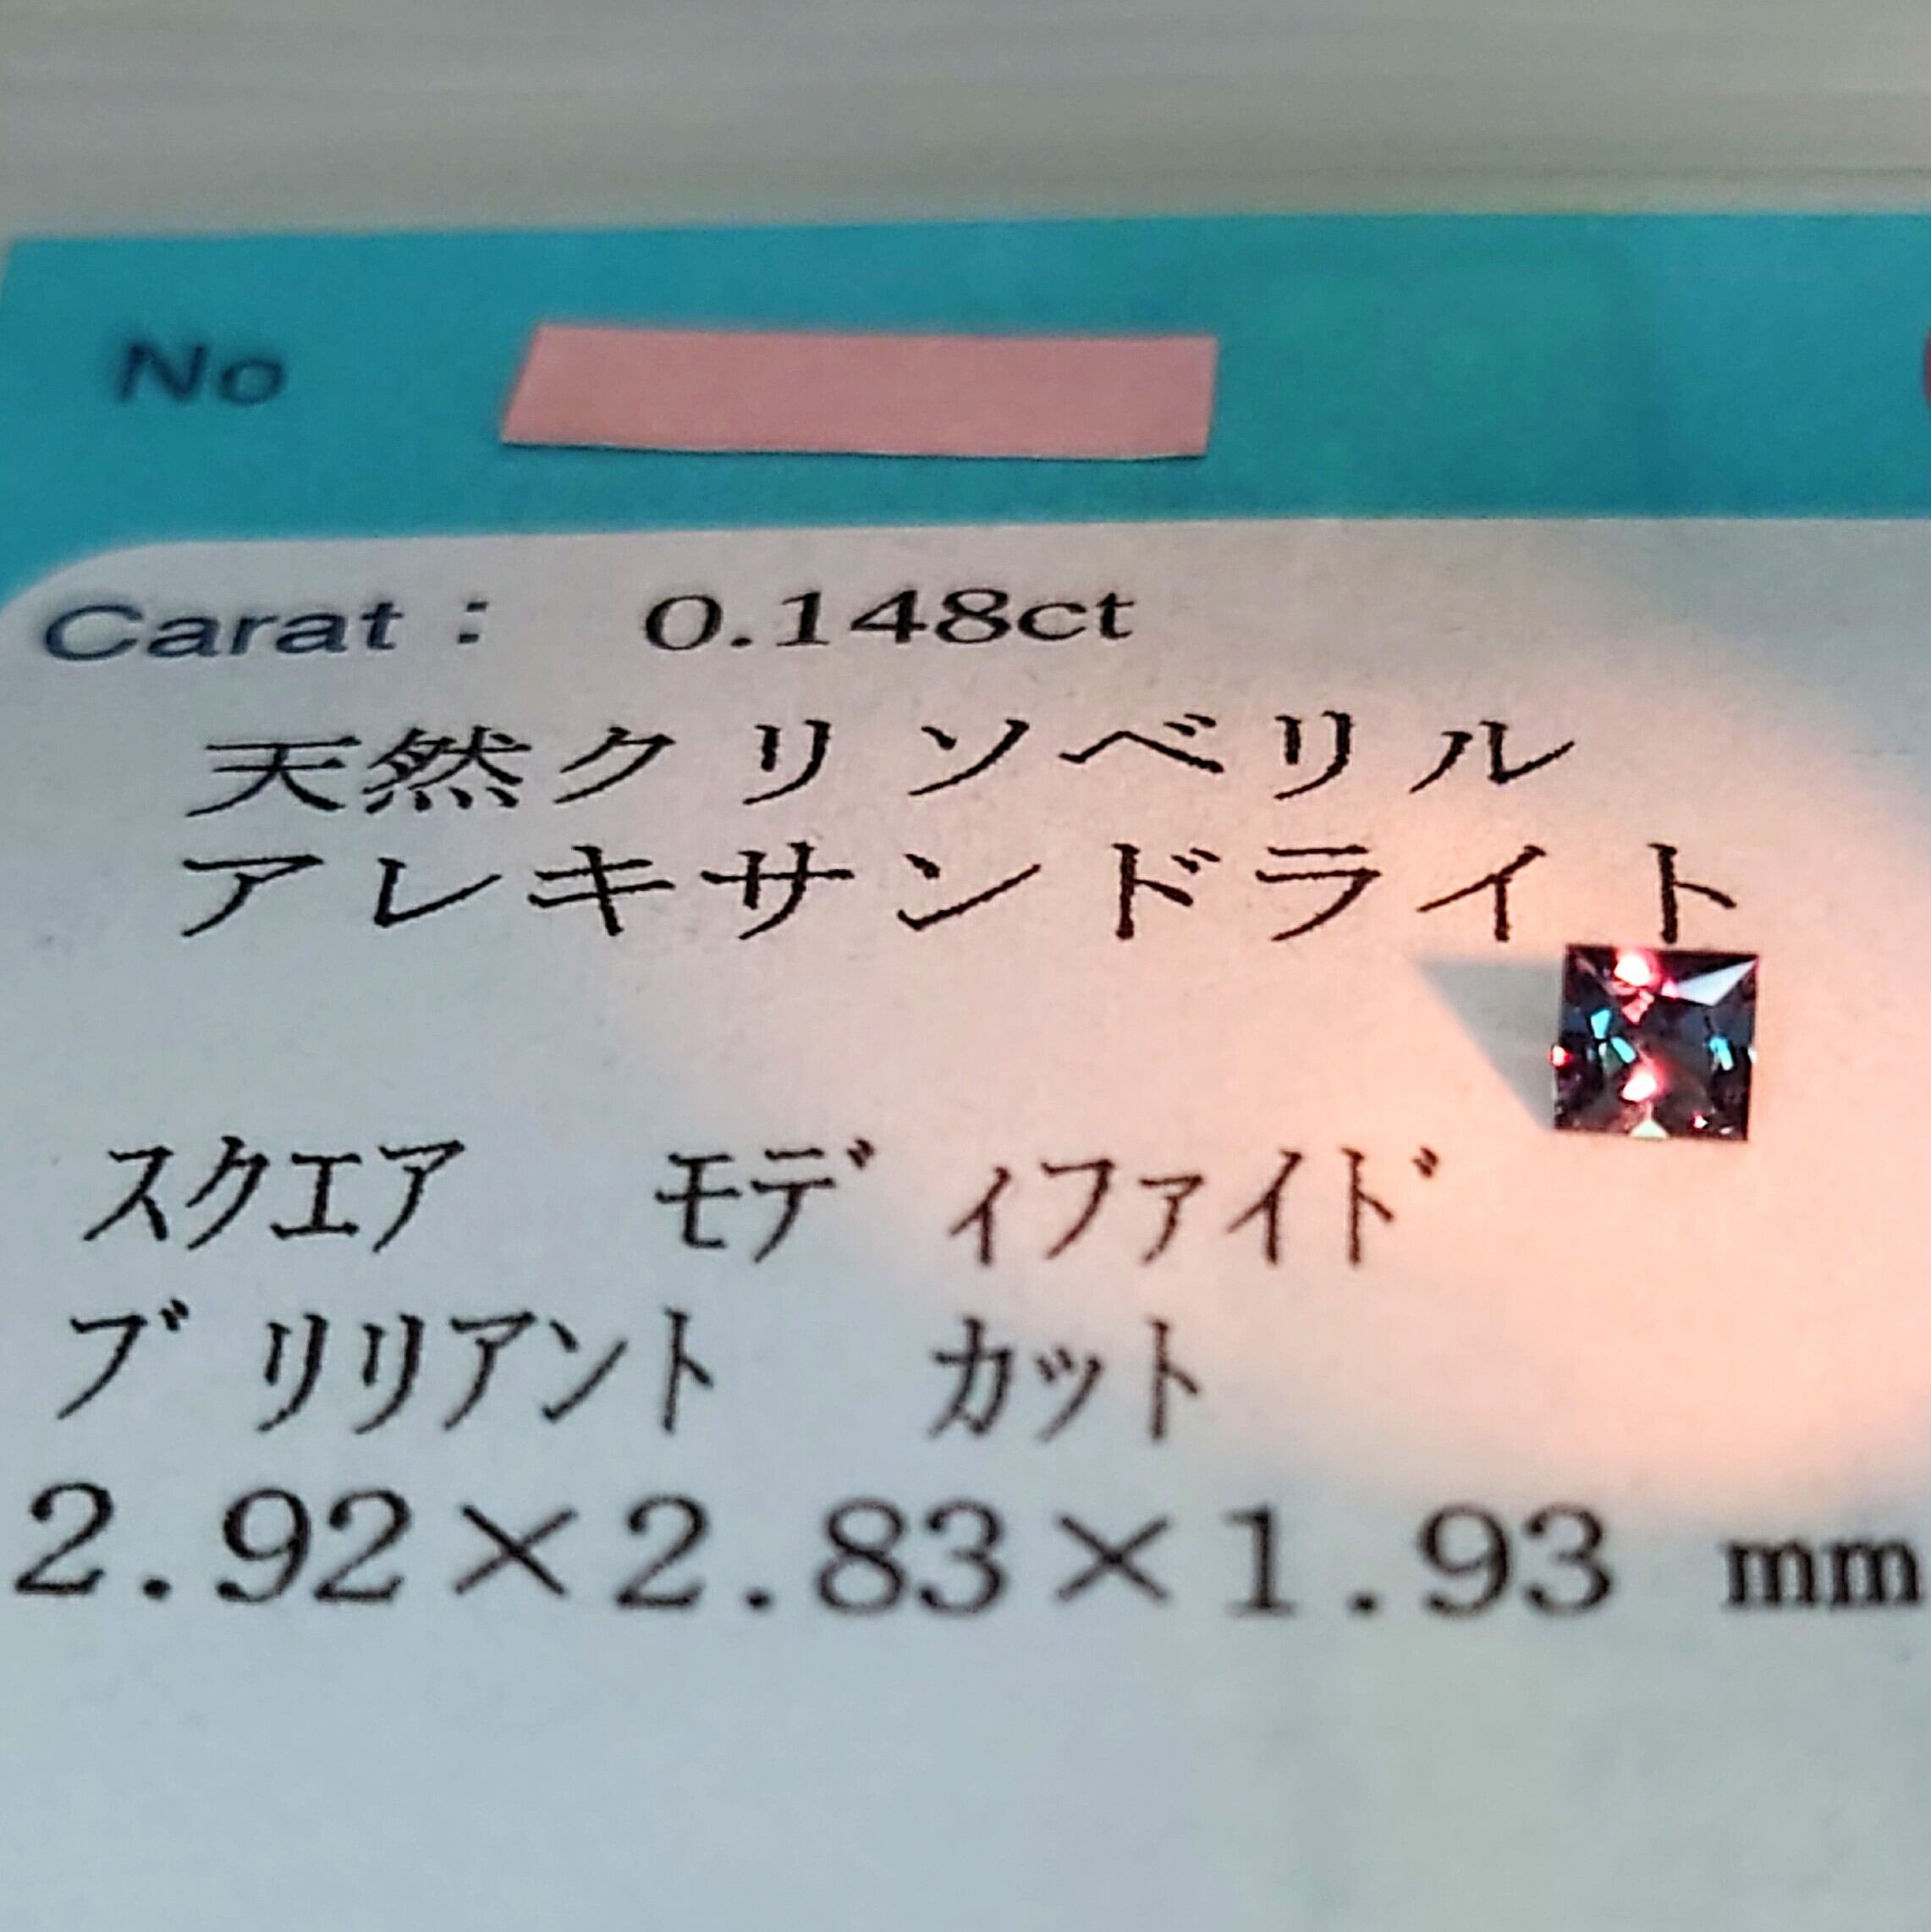 No
Carat : 0.148ct
天然クリソベリル
アレキサンドライト
スクエア モディファイド
ブリリアント カット
2.92×2.83×1.93 mm